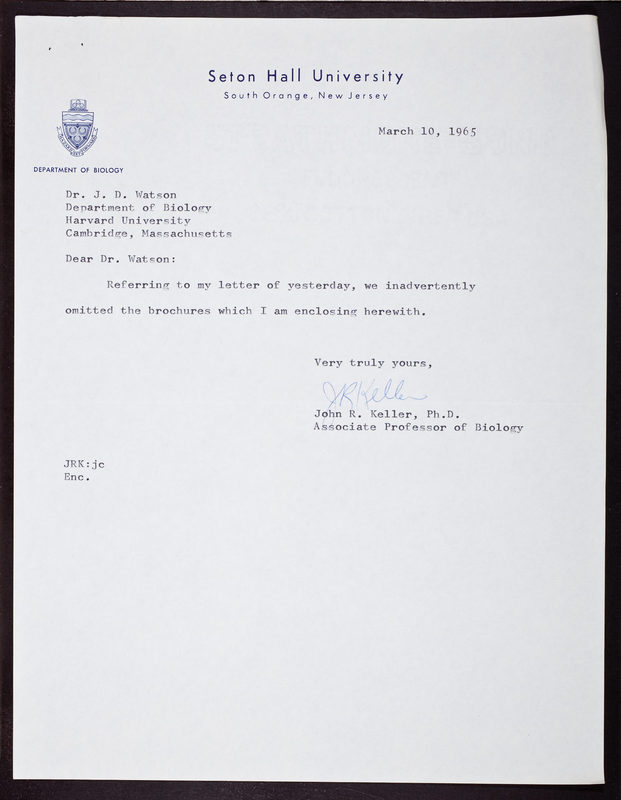 Seton Hall University
South Orange, New Jersey
March 10, 1965
DEPARTMENT OF BIOLOGY
Dr. J. D. Watson
Department of Biology
Harvard University
Cambridge, Massachusetts
Dear Dr. Watson:
Referring to my letter of yesterday, we inadvertently
omitted the brochures which I am enclosing herewith.
Very truly yours,
JRKeller
John R. Keller, Ph.D.
Associate Professor of Biology
JRK:jc
Enc.